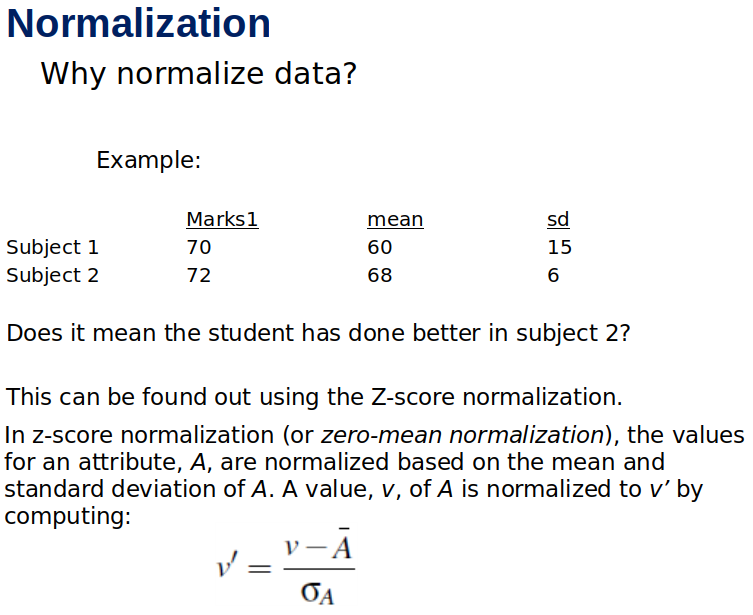 Normalization
Why normalize data?
Example:
Marks1 mean sd
Subject 1 70 60 15
Subject 2 72 68 6
Does it mean the student has done better in subject 2?
This can be found out using the Z-score normalization.
In z-score normalization (or zero-mean normalization), the values
for an attribute, A, are normalized based on the mean and
standard deviation of A. A value, v, of A is normalized to v’ by
computing:
v′ = (v − Ā) / σ_A